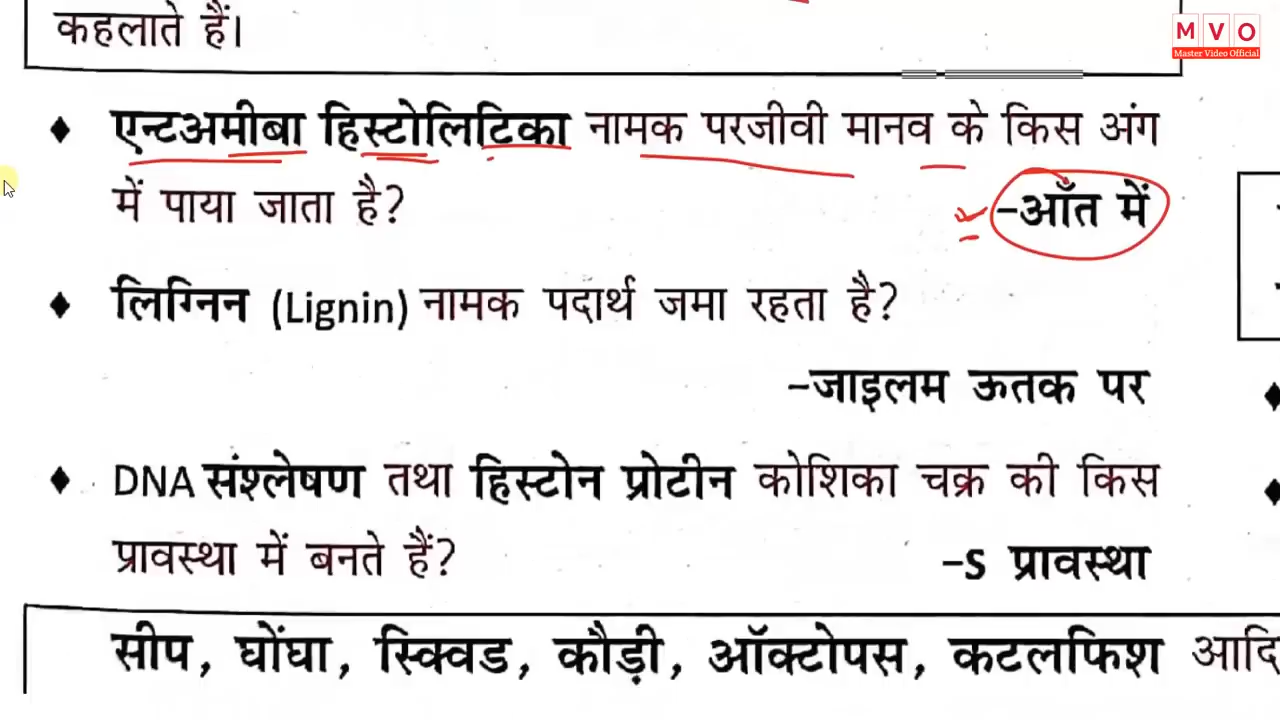 कहलाते हैं।
M V O
Master Video Official
♦ एन्टअमीबा हिस्टोलिटिका नामक परजीवी मानव के किस अंग
में पाया जाता है? –आँत में
♦ लिग्निन (Lignin) नामक पदार्थ जमा रहता है?
–जाइलम ऊतक पर
♦ DNA संश्लेषण तथा हिस्टोन प्रोटीन कोशिका चक्र की किस
प्रावस्था में बनते हैं? –S प्रावस्था
सीप, घोंघा, स्क्विड, कौड़ी, ऑक्टोपस, कटलफिश आदि